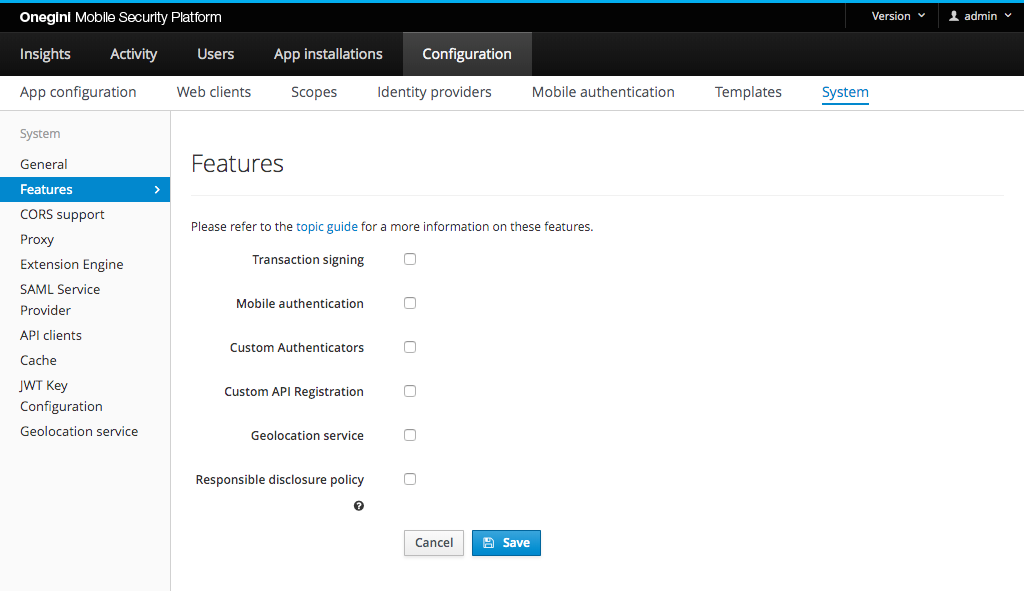 Onegini Mobile Security Platform
Version
admin
Insights
Activity
Users
App installations
Configuration
App configuration
Web clients
Scopes
Identity providers
Mobile authentication
Templates
System
System
General
Features
CORS support
Proxy
Extension Engine
SAML Service
Provider
API clients
Cache
JWT Key
Configuration
Geolocation service
Features
Please refer to the topic guide for a more information on these features.
Transaction signing
Mobile authentication
Custom Authenticators
Custom API Registration
Geolocation service
Responsible disclosure policy
?
Cancel
Save